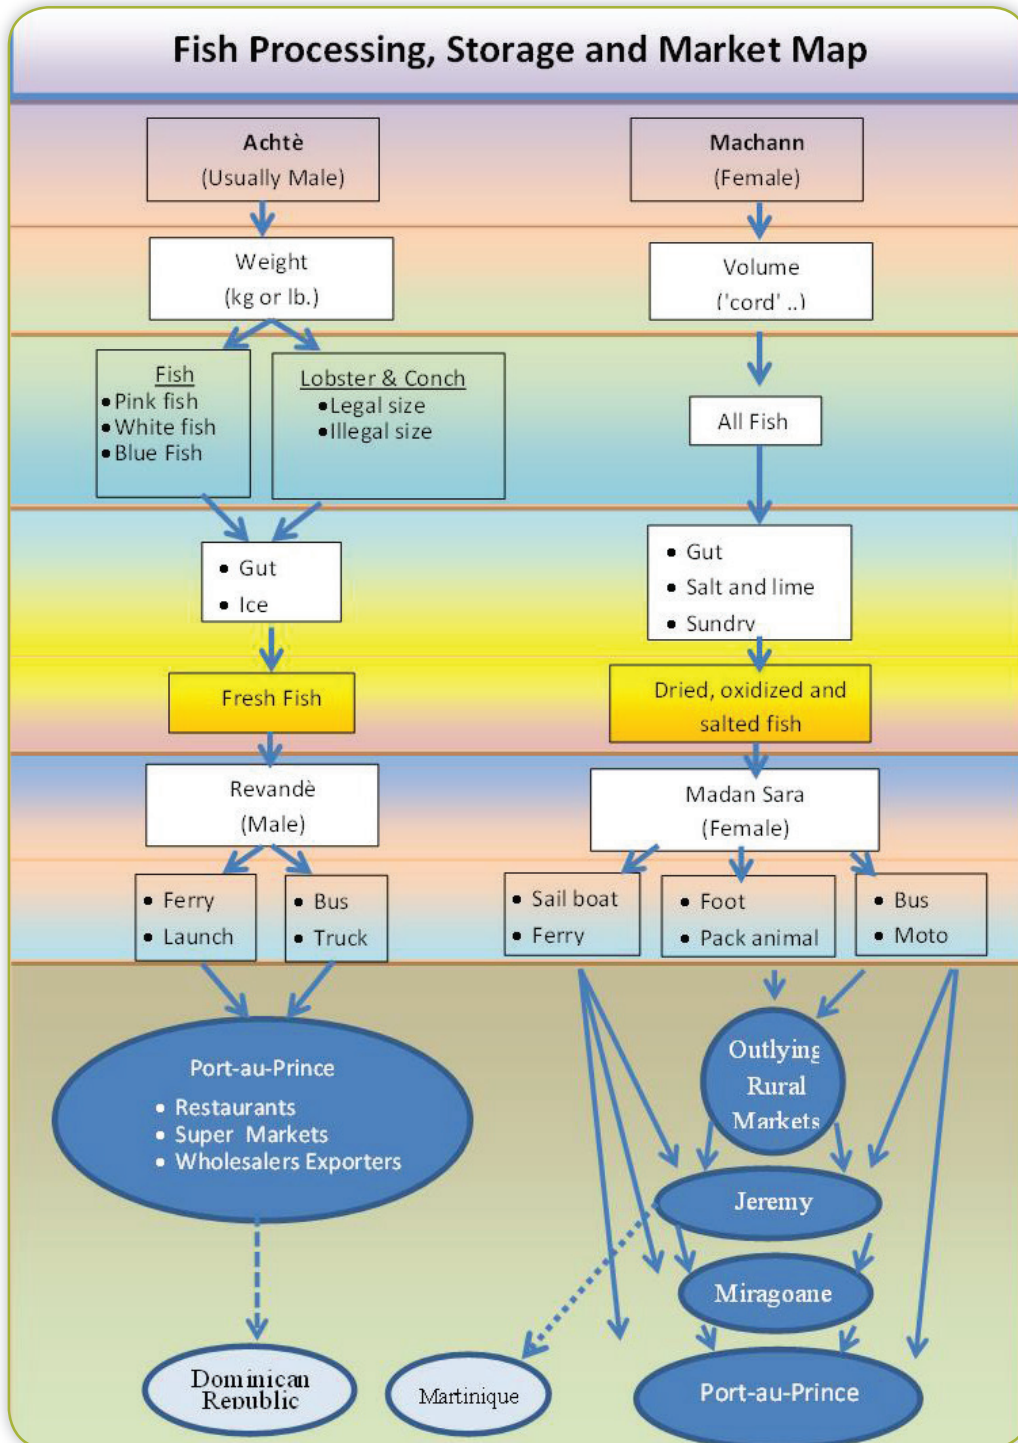 Fish Processing, Storage and Market Map
Achtè
(Usually Male)
Machann
(Female)
Weight
(kg or lb.)
Volume
('cord' ..)
Fish
• Pink fish
• White fish
• Blue Fish
Lobster & Conch
• Legal size
• Illegal size
All Fish
• Gut
• Ice
• Gut
• Salt and lime
• Sundry
Fresh Fish
Dried, oxidized and
salted fish
Revandè
(Male)
Madan Sara
(Female)
• Ferry
• Launch
• Bus
• Truck
• Sail boat
• Ferry
• Foot
• Pack animal
• Bus
• Moto
Port-au-Prince
• Restaurants
• Super Markets
• Wholesalers Exporters
Outlying
Rural
Markets
Jeremy
Miragoane
Port-au-Prince
Dominican
Republic
Martinique